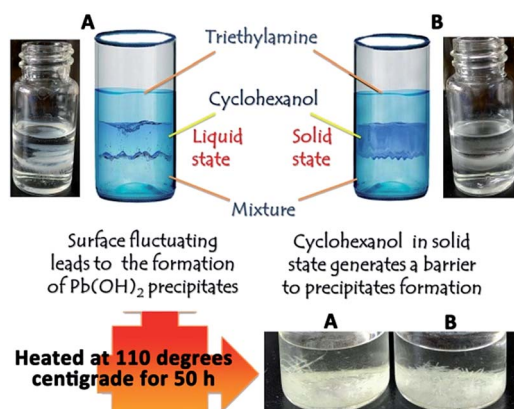 A
B
Triethylamine
Cyclohexanol
Liquid
state
Solid
state
Mixture
Surface fluctuating
leads to the formation
of Pb(OH)2 precipitates
Cyclohexanol in solid
state generates a barrier
to precipitates formation
Heated at 110 degrees
centigrade for 50 h
A
B